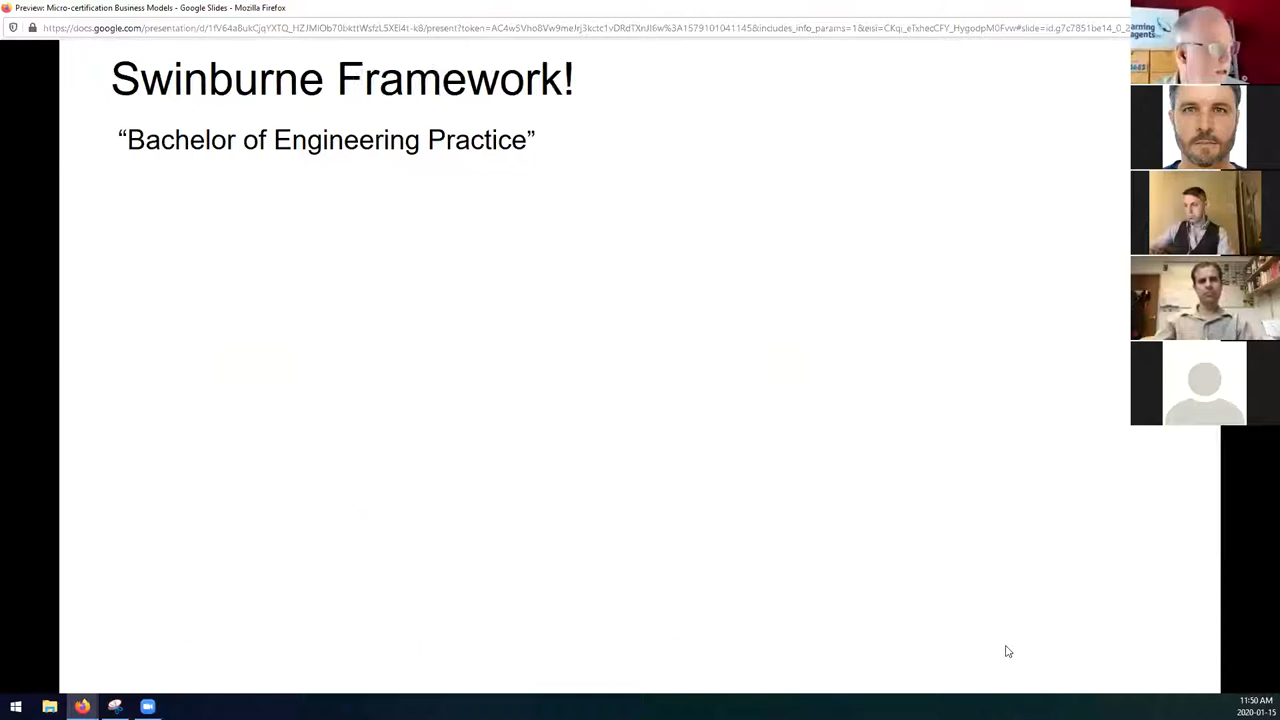 Preview: Micro-certification Business Models - Google Slides - Mozilla Firefox
Swinburne Framework!
“Bachelor of Engineering Practice”
11:50 AM
2020-01-15